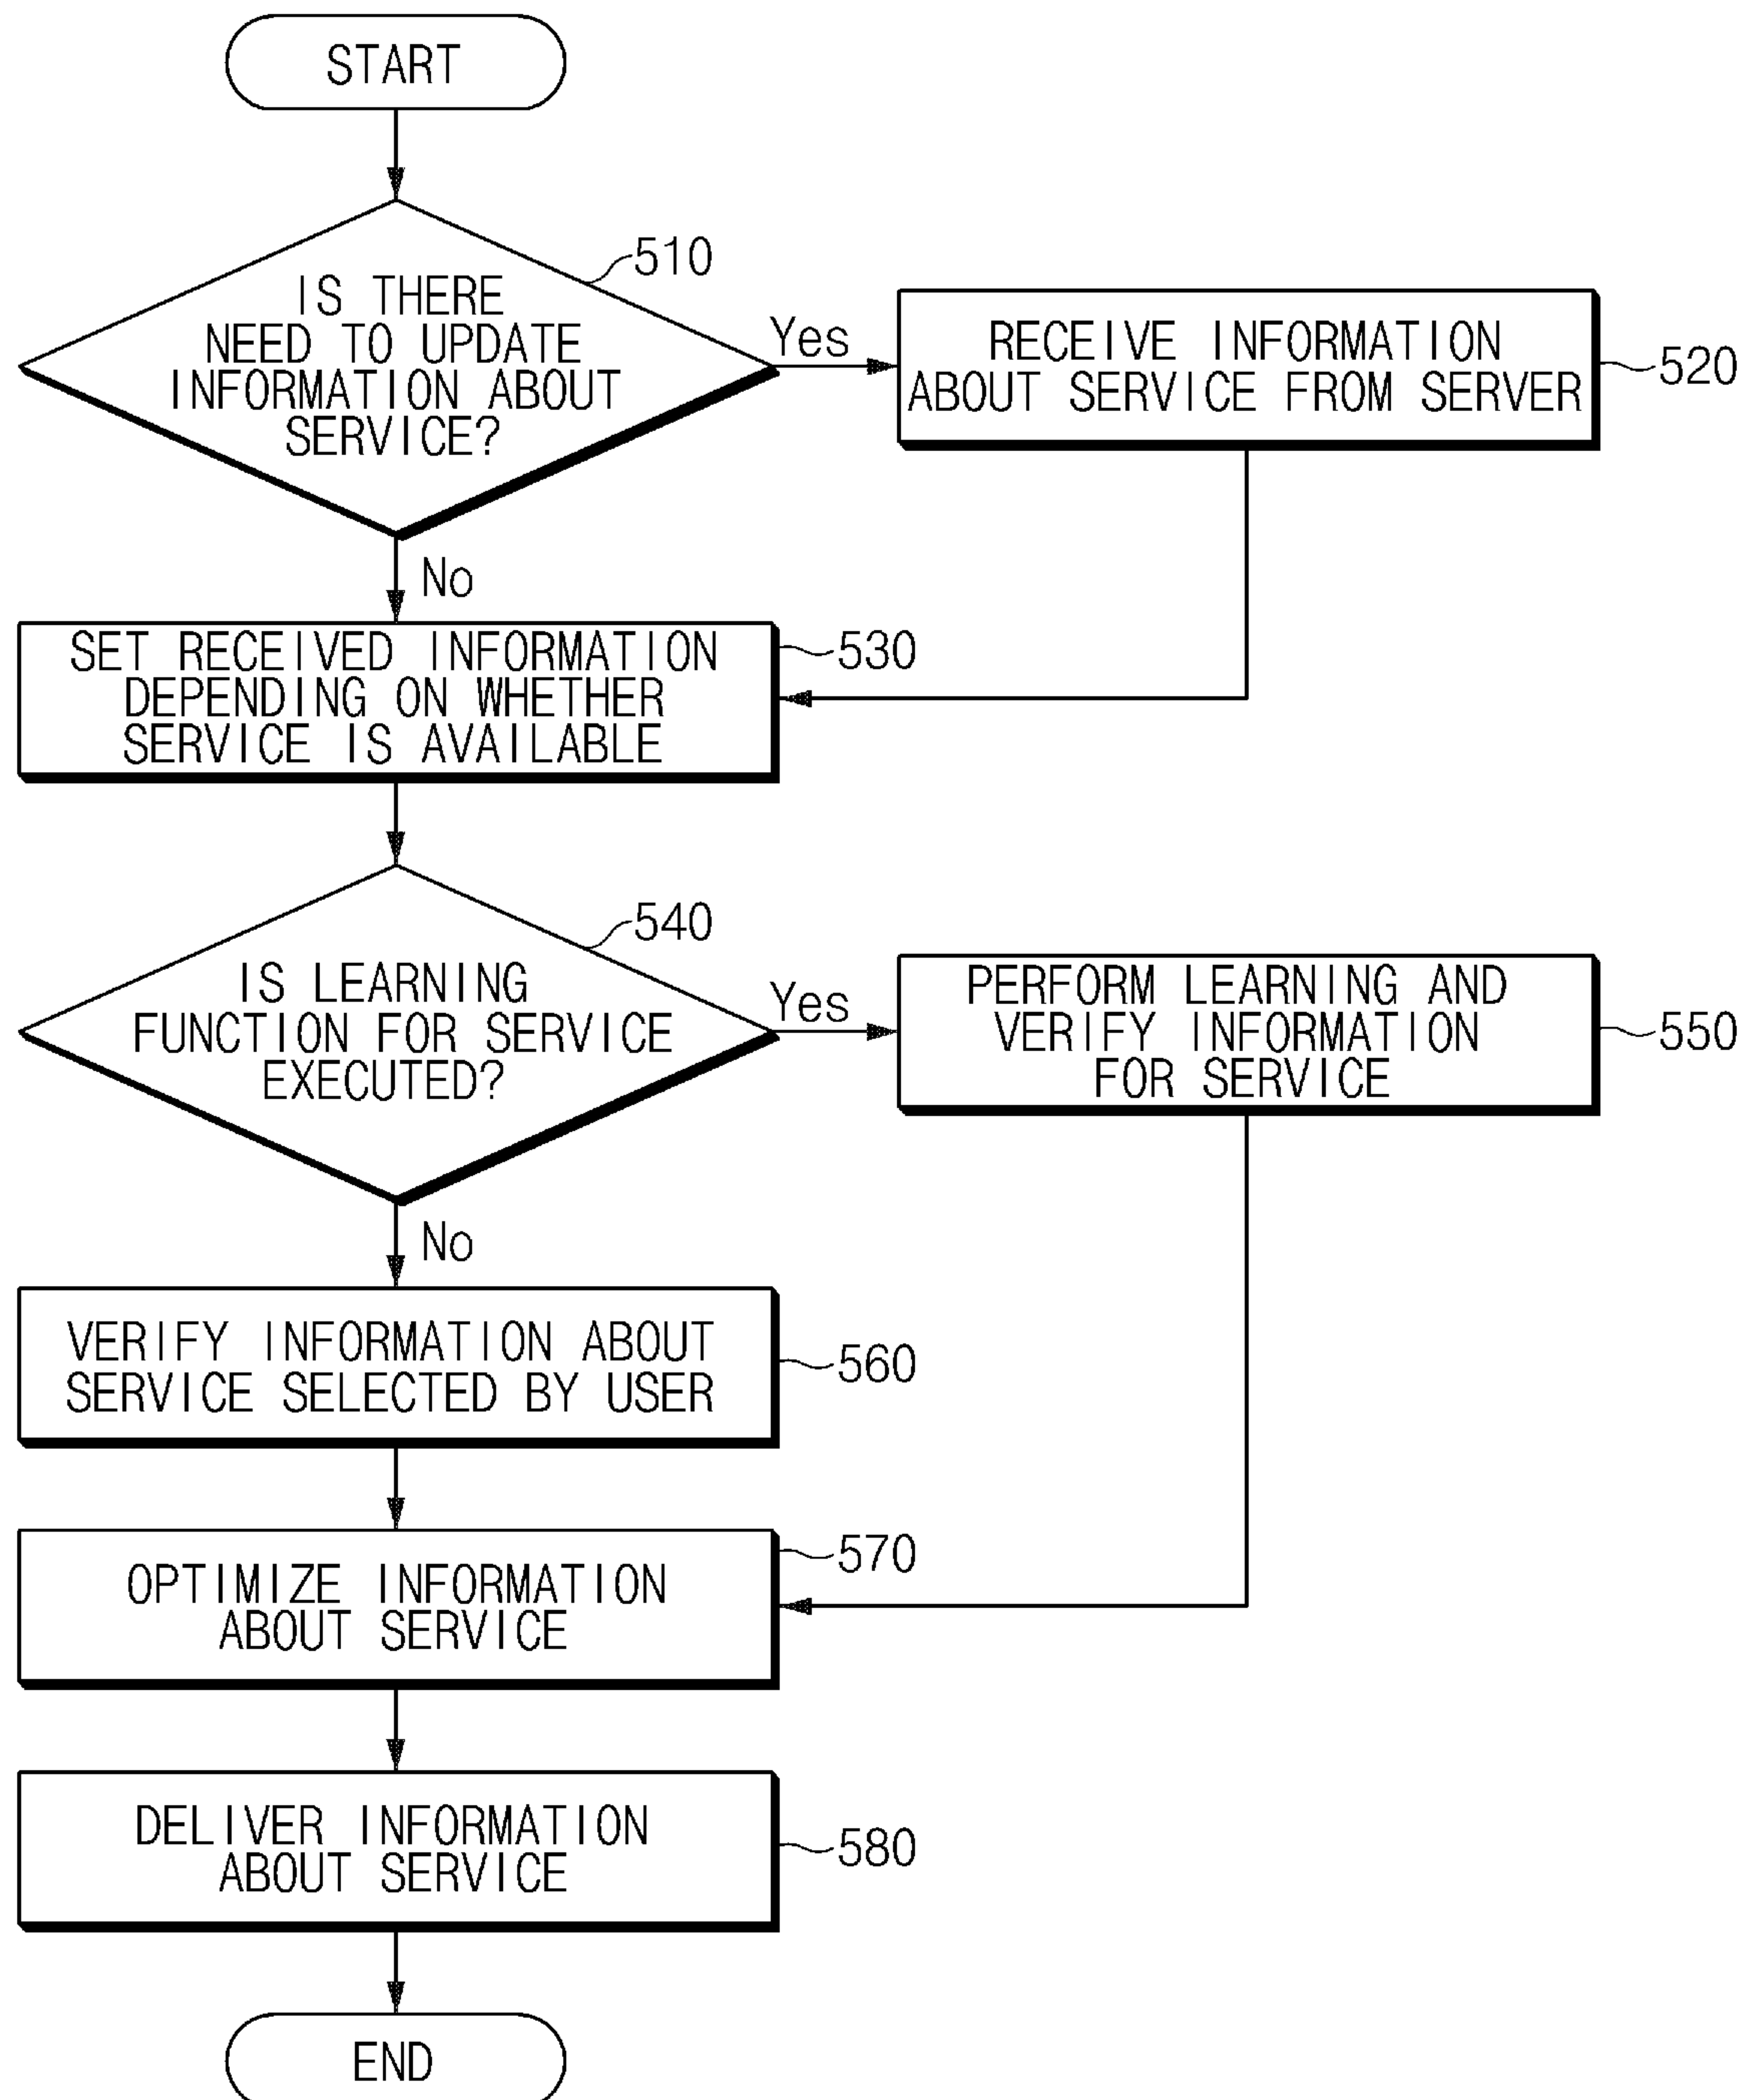 START
510
IS THERE
NEED TO UPDATE
INFORMATION ABOUT
SERVICE?
Yes
RECEIVE INFORMATION
ABOUT SERVICE FROM SERVER
520
No
SET RECEIVED INFORMATION
DEPENDING ON WHETHER
SERVICE IS AVAILABLE
530
540
IS LEARNING
FUNCTION FOR SERVICE
EXECUTED?
Yes
PERFORM LEARNING AND
VERIFY INFORMATION
FOR SERVICE
550
No
VERIFY INFORMATION ABOUT
SERVICE SELECTED BY USER
560
OPTIMIZE INFORMATION
ABOUT SERVICE
570
DELIVER INFORMATION
ABOUT SERVICE
580
END